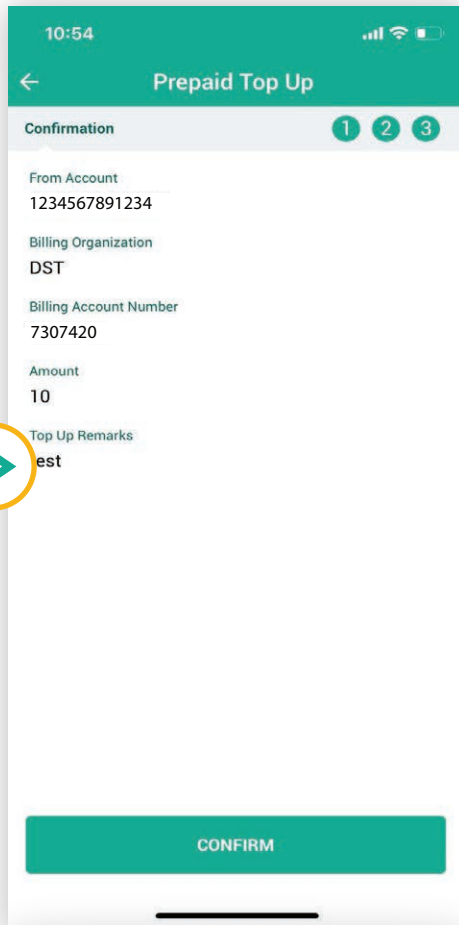 10:54
Prepaid Top Up
Confirmation 1 2 3
From Account
1234567891234
Billing Organization
DST
Billing Account Number
7307420
Amount
10
Top Up Remarks
est
CONFIRM